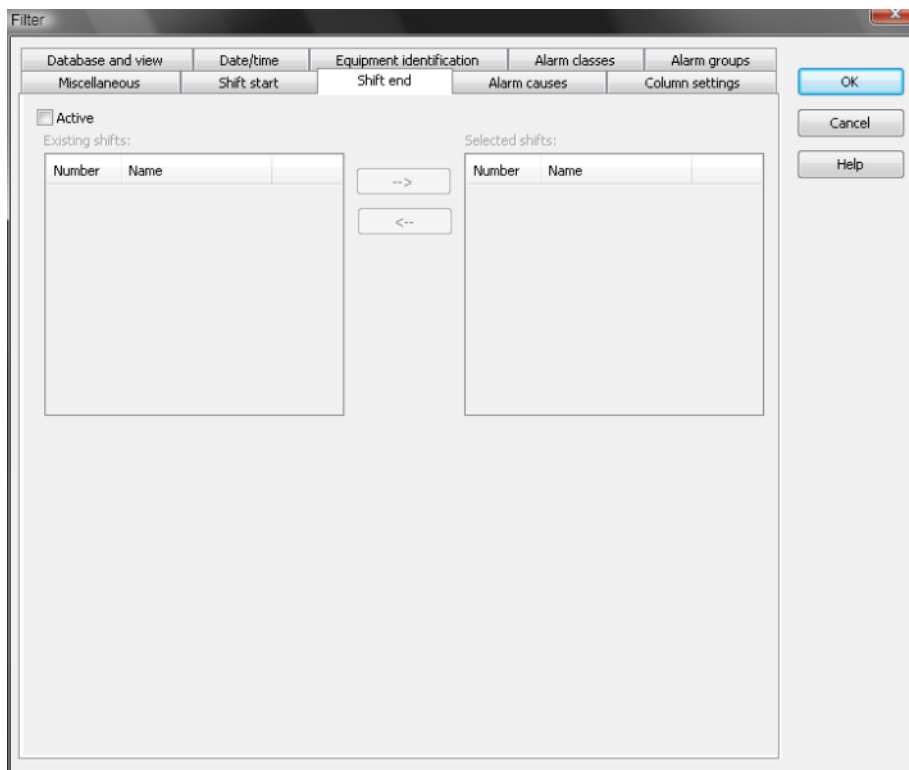 Filter
Database and view Date/time Equipment identification Alarm classes Alarm groups
Miscellaneous Shift start Shift end Alarm causes Column settings
OK
Active
Cancel
Existing shifts: Selected shifts:
Help
Number Name Number Name
-->
<--